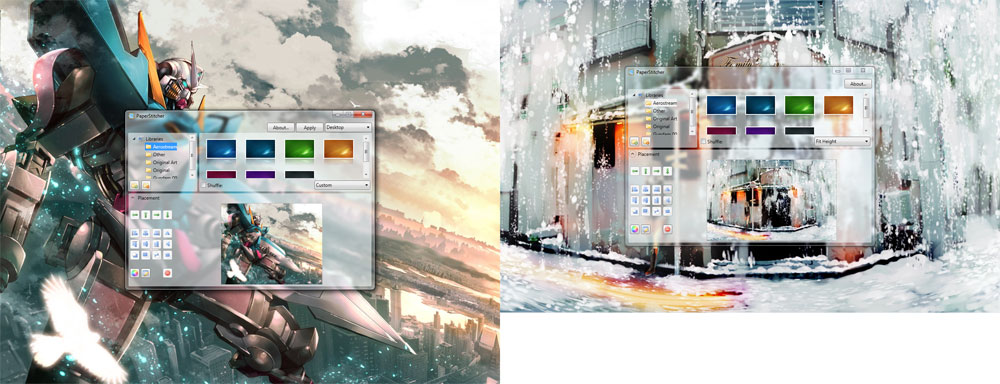 PaperStitcher
About...
Apply
Desktop
Libraries
Aerostream
Other
Original Art
Original
Shuffle
Custom
Placement
PaperStitcher
About...
Libraries
Aerostream
Other
Original Art
Original
Shuffle
Fit Height
Placement